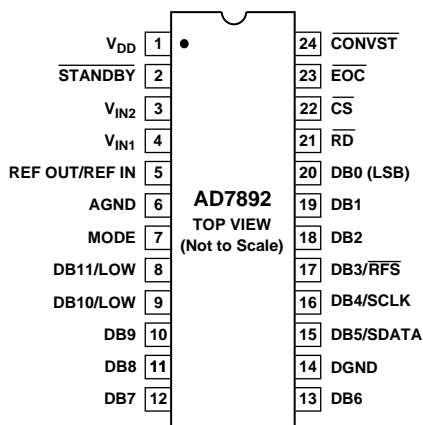 VDD 1 24 CONVST
STANDBY 2 23 EOC
VIN2 3 22 CS
VIN1 4 21 RD
REF OUT/REF IN 5 20 DB0 (LSB)
AGND 6 AD7892 19 DB1
TOP VIEW
MODE 7 (Not to Scale) 18 DB2
DB11/LOW 8 17 DB3/RFS
DB10/LOW 9 16 DB4/SCLK
DB9 10 15 DB5/SDATA
DB8 11 14 DGND
DB7 12 13 DB6